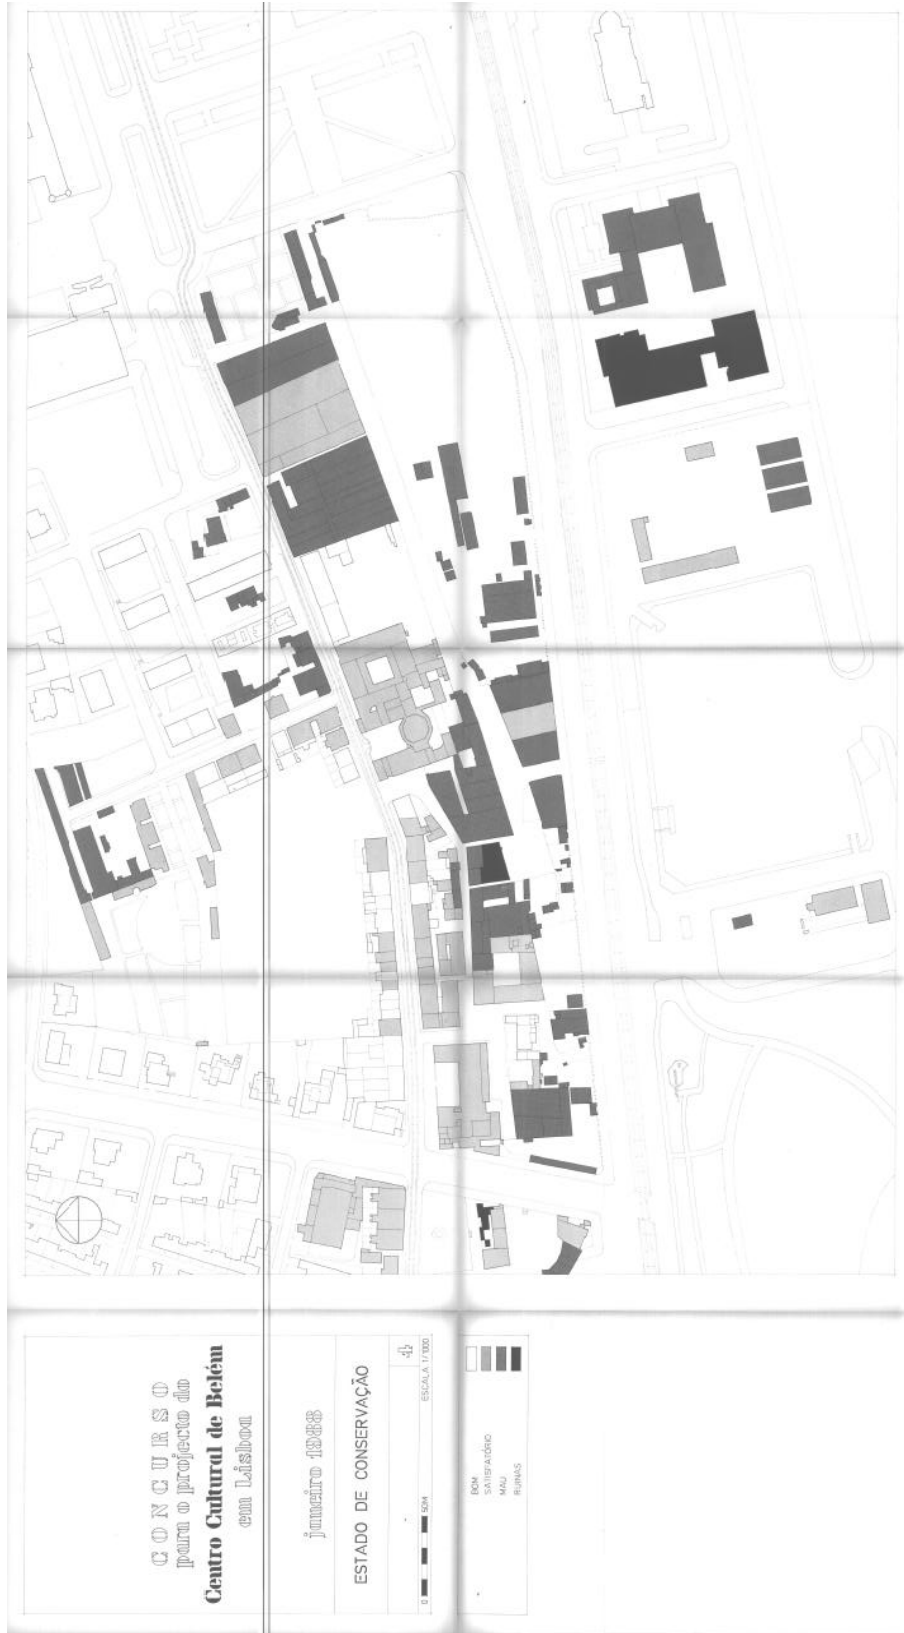 CONCURSO
para o projecto do
Centro Cultural de Belém
em Lisboa
janeiro 1988
ESTADO DE CONSERVAÇÃO
4
0 50M
ESCALA 1/1000
BOM
SATISFATÓRIO
MAU
RUINAS